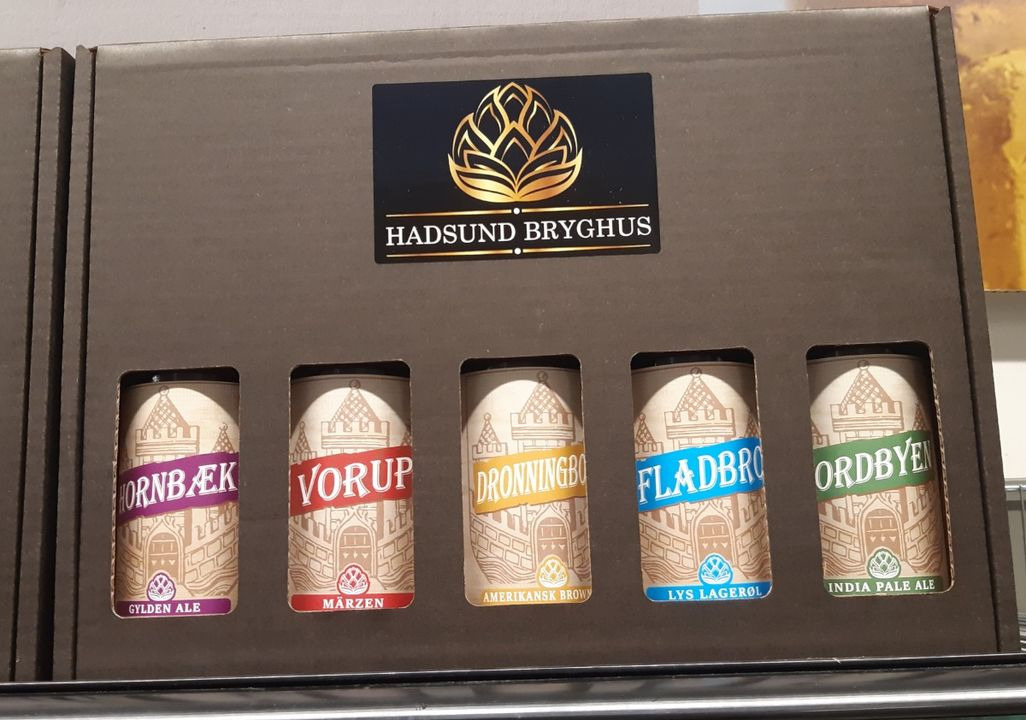 HADSUND BRYGHUS
HORNBÆK
GYLDEN ALE
VORUP
MÄRZEN
DRONNINGBO
AMERIKANSK BROWN
FLADBRO
LYS LAGERØL
ORDBYEN
INDIA PALE ALE